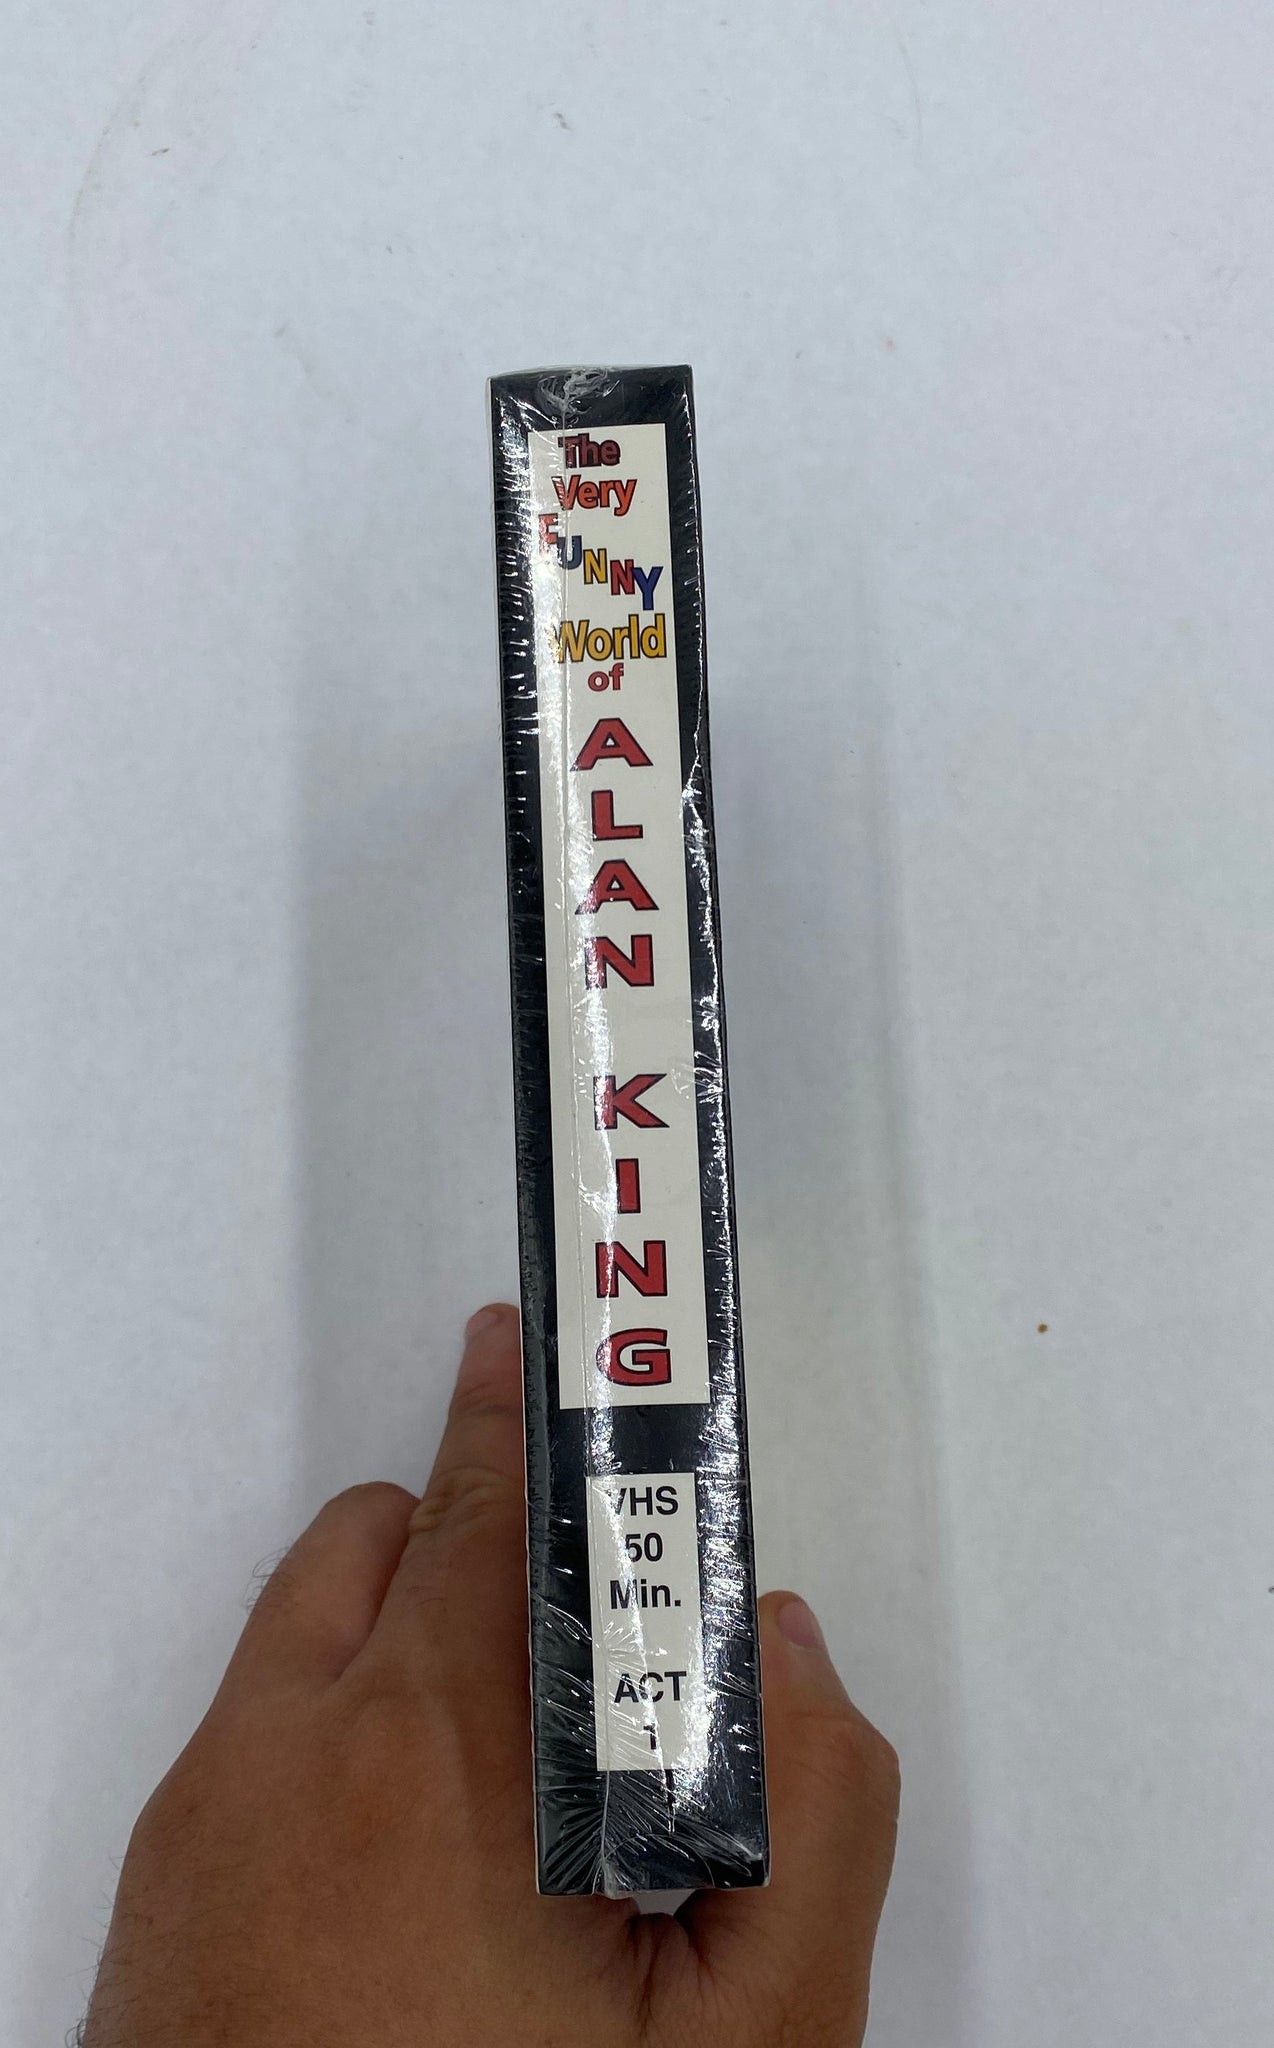 The
Very
FUNNY
World
of
ALAN KING
VHS
50
Min.
ACT
1